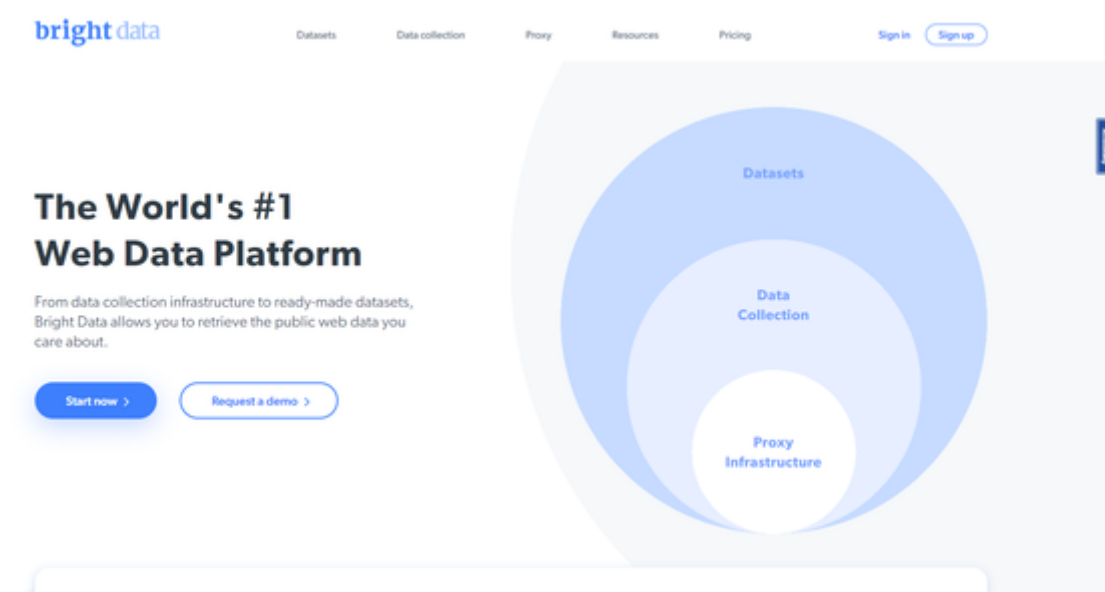 bright data
Datasets
Data collection
Proxy
Resources
Pricing
Sign in
Sign up
The World's #1
Web Data Platform
From data collection infrastructure to ready-made datasets,
Bright Data allows you to retrieve the public web data you
care about.
Start now >
Request a demo >
Datasets
Data
Collection
Proxy
Infrastructure